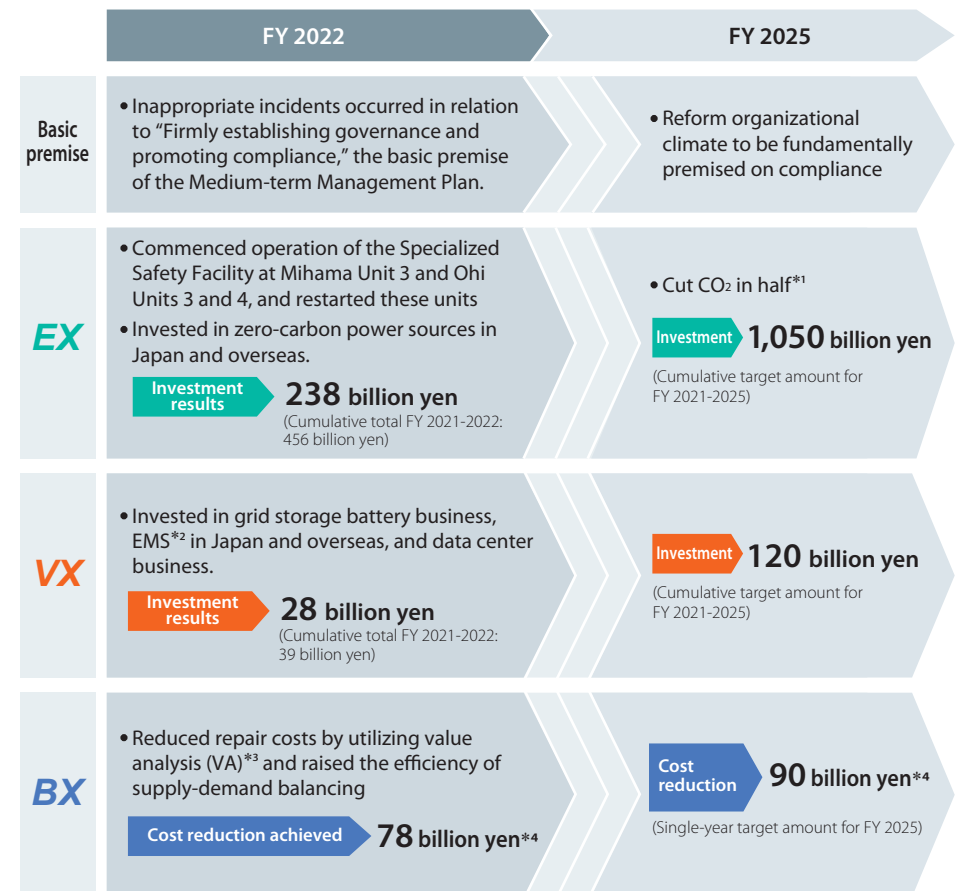 FY 2022
FY 2025
Basic
premise
• Inappropriate incidents occurred in relation
to “Firmly establishing governance and
promoting compliance,” the basic premise
of the Medium-term Management Plan.
• Reform organizational
climate to be fundamentally
premised on compliance
EX
• Commenced operation of the Specialized
Safety Facility at Mihama Unit 3 and Ohi
Units 3 and 4, and restarted these units
• Invested in zero-carbon power sources in
Japan and overseas.
Investment
results
238 billion yen
(Cumulative total FY 2021-2022:
456 billion yen)
• Cut CO2 in half*1
Investment
1,050 billion yen
(Cumulative target amount for
FY 2021-2025)
VX
• Invested in grid storage battery business,
EMS*2 in Japan and overseas, and data center
business.
Investment
results
28 billion yen
(Cumulative total FY 2021-2022:
39 billion yen)
Investment
120 billion yen
(Cumulative target amount for
FY 2021-2025)
BX
• Reduced repair costs by utilizing value
analysis (VA)*3 and raised the efficiency of
supply-demand balancing
Cost reduction achieved
78 billion yen*4
Cost
reduction
90 billion yen*4
(Single-year target amount for FY 2025)